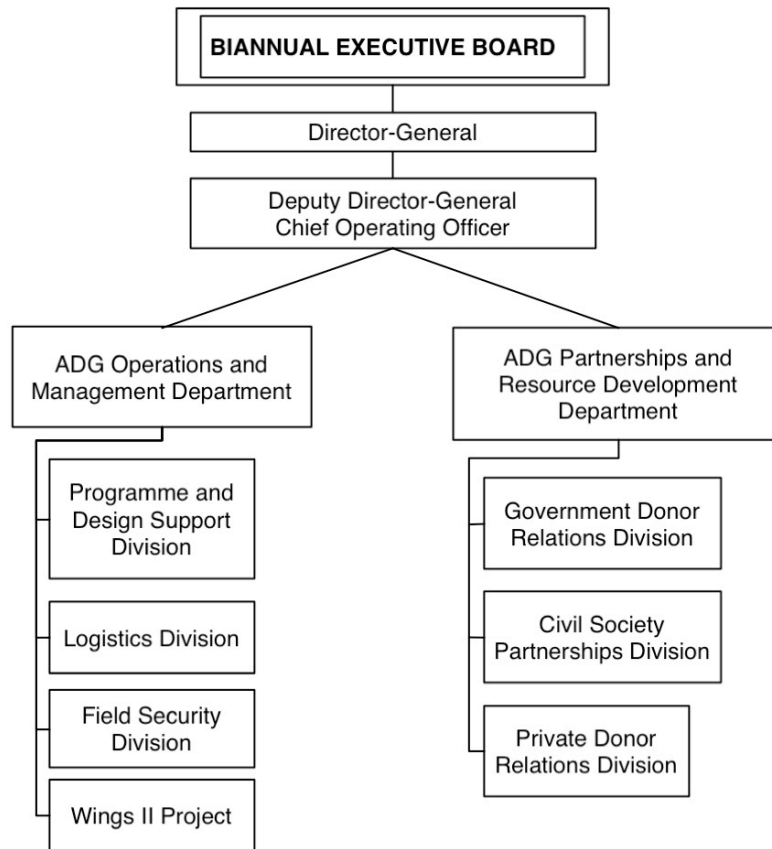 BIANNUAL EXECUTIVE BOARD
Director-General
Deputy Director-General
Chief Operating Officer
ADG Operations and
Management Department
Programme and
Design Support
Division
Logistics Division
Field Security
Division
Wings II Project
ADG Partnerships and
Resource Development
Department
Government Donor
Relations Division
Civil Society
Partnerships Division
Private Donor
Relations Division